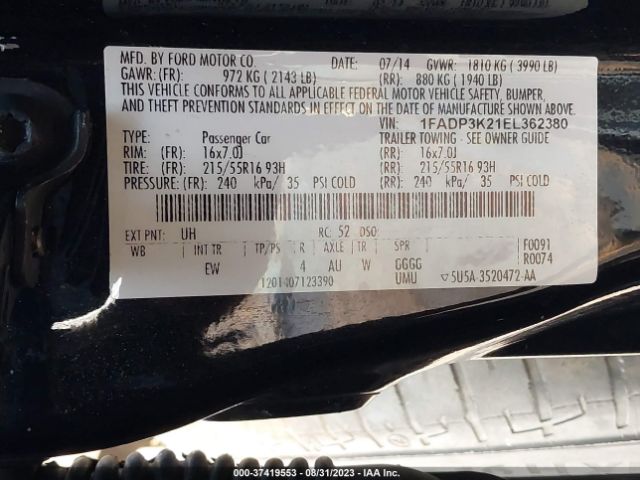 MFD. BY FORD MOTOR CO. DATE: 07/14 GVWR: 1810 KG (3990 LB)
GAWR: (FR): 972 KG (2143 LB) (RR): 880 KG (1940 LB)
THIS VEHICLE CONFORMS TO ALL APPLICABLE FEDERAL MOTOR VEHICLE SAFETY, BUMPER,
AND THEFT PREVENTION STANDARDS IN EFFECT ON THE DATE OF MANUFACTURE SHOWN ABOVE.
VIN: 1FADP3K21EL362380
TYPE: Passenger Car TRAILER TOWING - SEE OWNER GUIDE
RIM: (FR): 16x7.0J (RR): 16x7.0J
TIRE: (FR): 215/55R16 93H (RR): 215/55R16 93H
PRESSURE: (FR): 240 kPa/ 35 PSI COLD (RR): 240 kPa/ 35 PSI COLD
EXT PNT: UH RC: 52 DSO:
WB INT TR TP/PS R AXLE TR SPR F0091
EW 4 AU W GGGG R0074
1201407123390 UMU 5U5A-3520472-AA
000-37419553 - 08/31/2023 - IAA Inc.